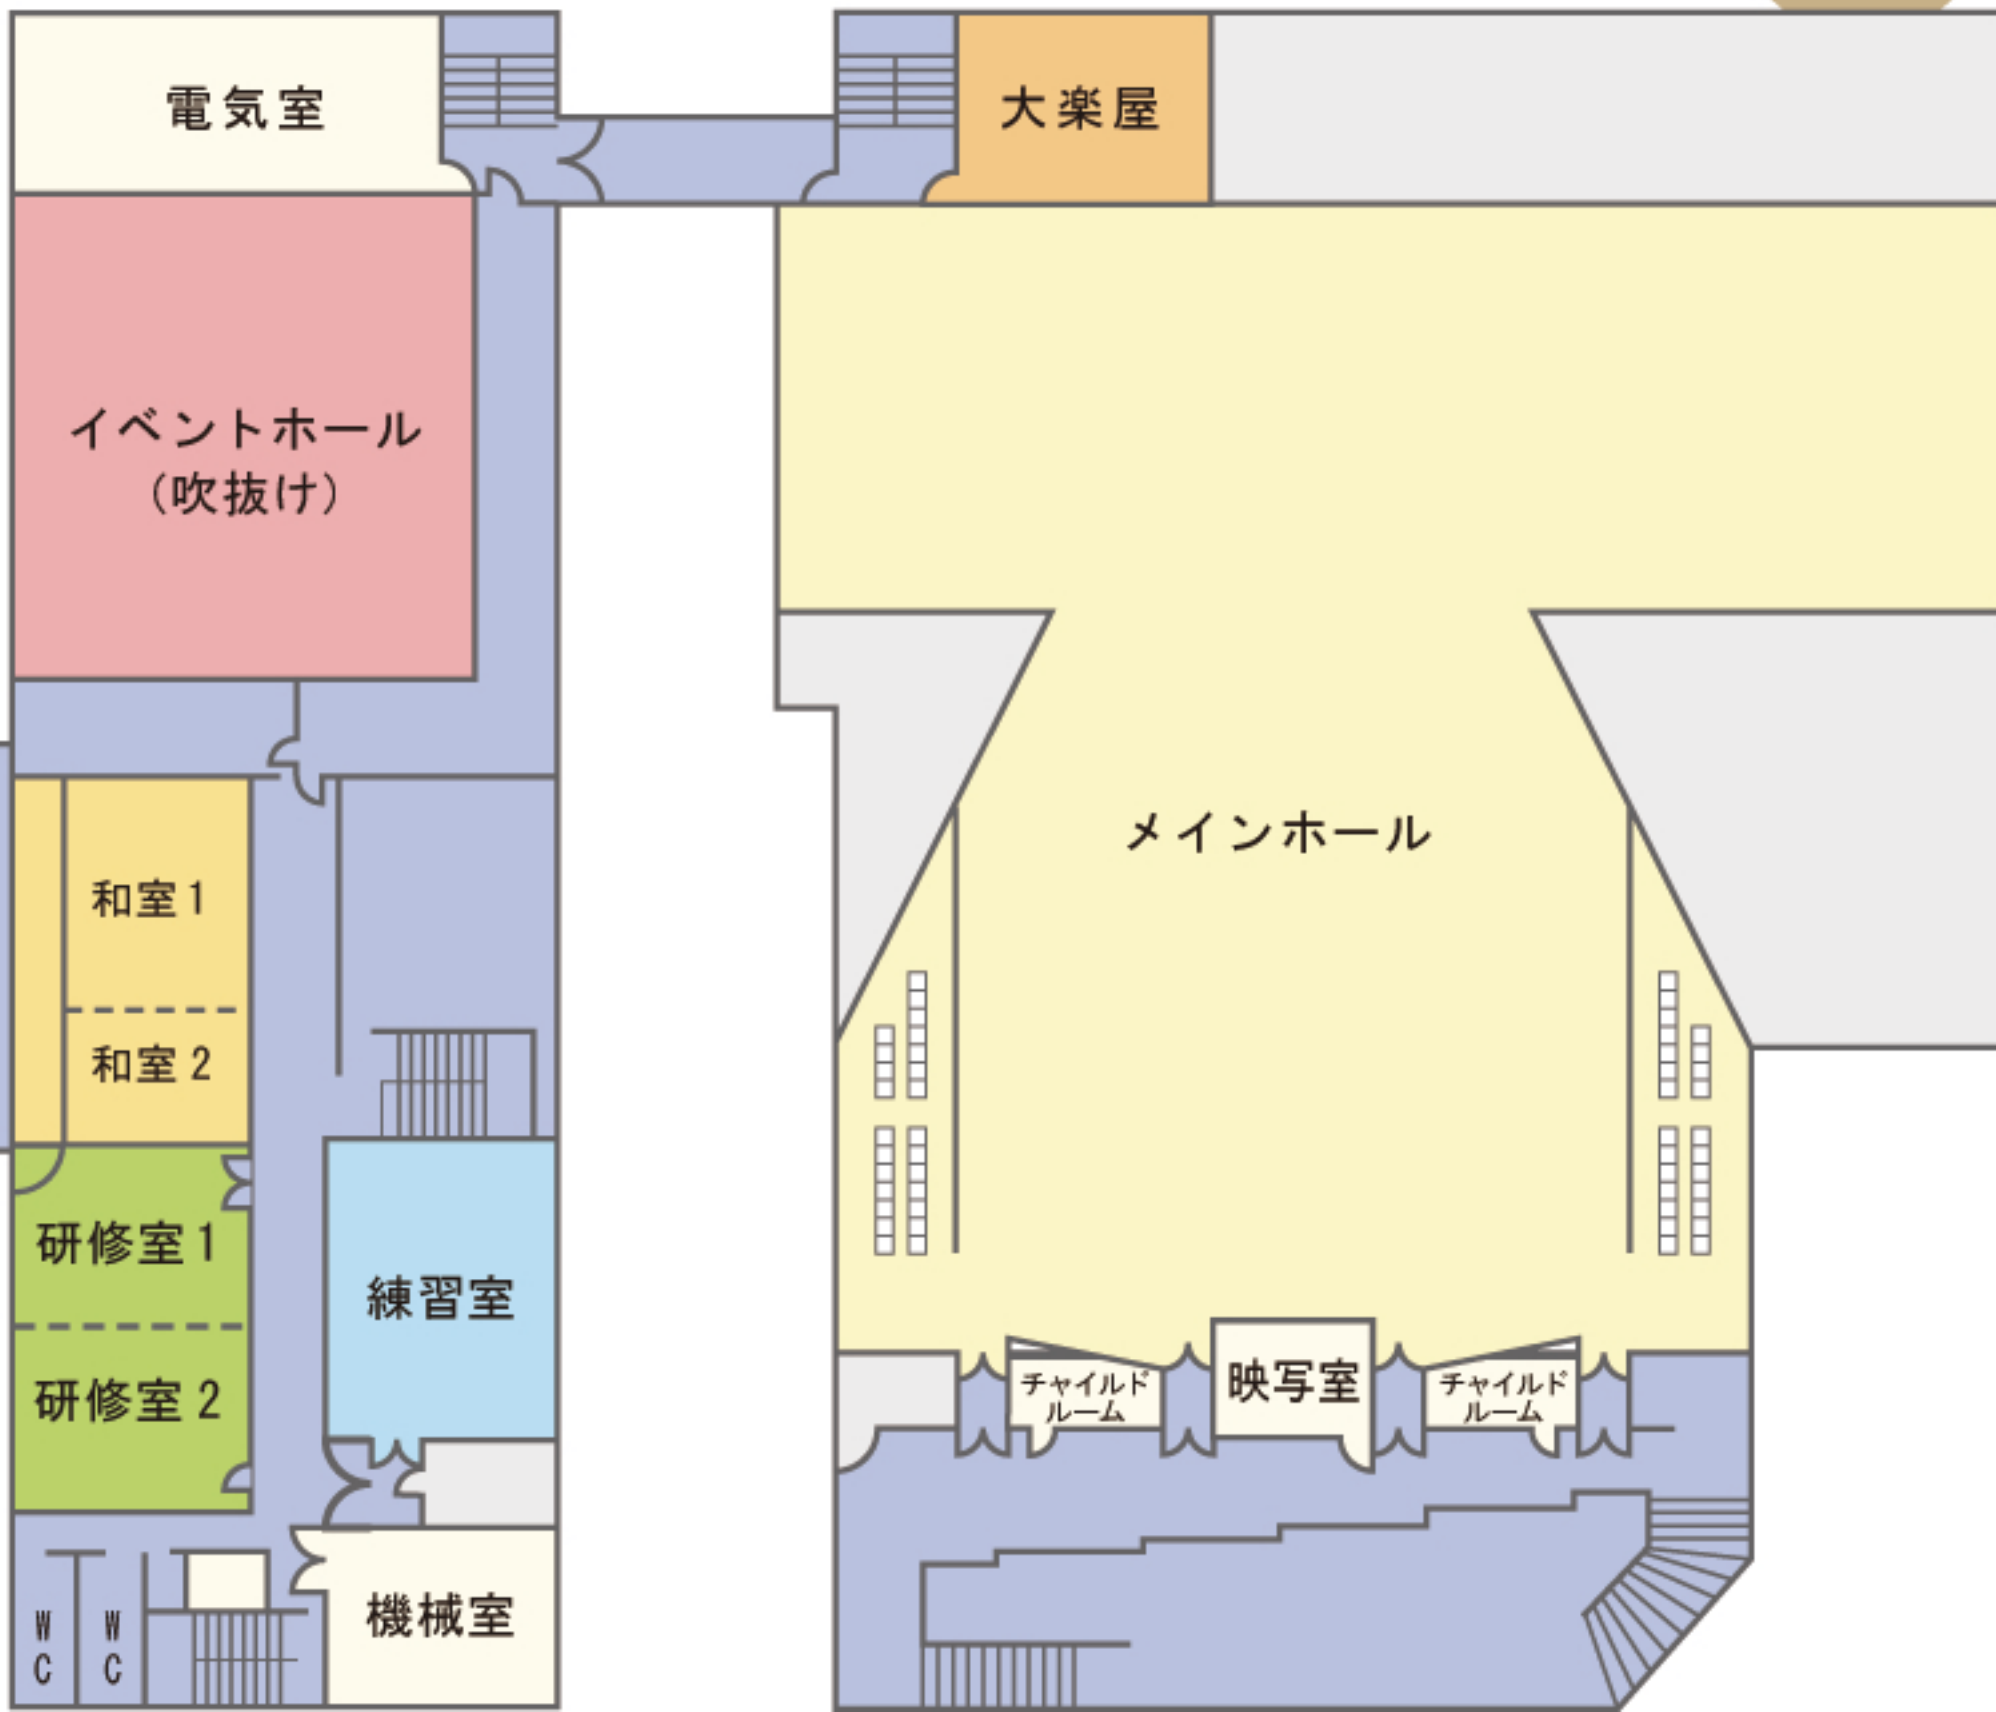 電気室
大楽屋
イベントホール
(吹抜け)
メインホール
和室1
和室2
研修室1
練習室
研修室2
チャイルド
ルーム
映写室
チャイルド
ルーム
機械室
WC
WC